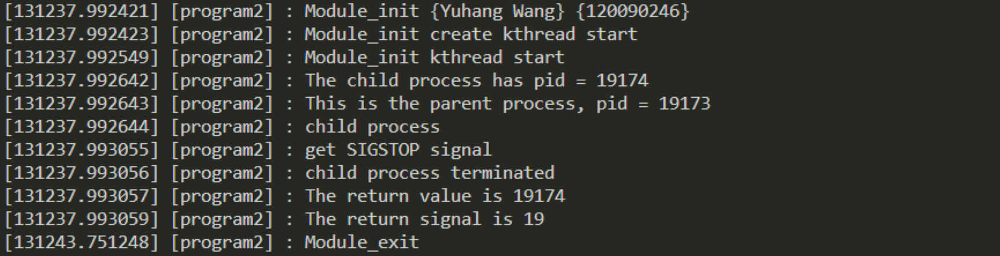 [131237.992421] [program2] : Module_init {Yuhang Wang} {120090246}
[131237.992423] [program2] : Module_init create kthread start
[131237.992549] [program2] : Module_init kthread start
[131237.992642] [program2] : The child process has pid = 19174
[131237.992643] [program2] : This is the parent process, pid = 19173
[131237.992644] [program2] : child process
[131237.993055] [program2] : get SIGSTOP signal
[131237.993056] [program2] : child process terminated
[131237.993057] [program2] : The return value is 19174
[131237.993059] [program2] : The return signal is 19
[131243.751248] [program2] : Module_exit